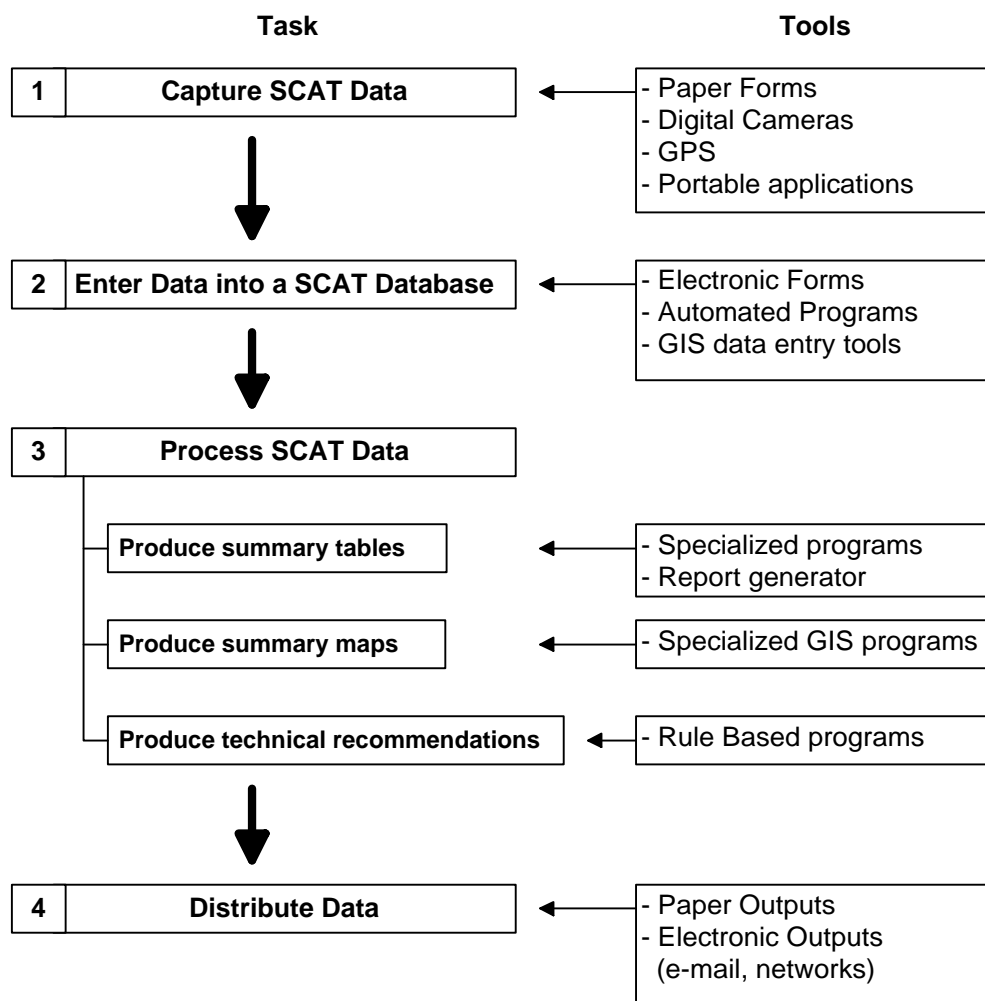 Task
Tools
1 Capture SCAT Data
- Paper Forms
- Digital Cameras
- GPS
- Portable applications
2 Enter Data into a SCAT Database
- Electronic Forms
- Automated Programs
- GIS data entry tools
3 Process SCAT Data
Produce summary tables
- Specialized programs
- Report generator
Produce summary maps
- Specialized GIS programs
Produce technical recommendations
- Rule Based programs
4 Distribute Data
- Paper Outputs
- Electronic Outputs
(e-mail, networks)